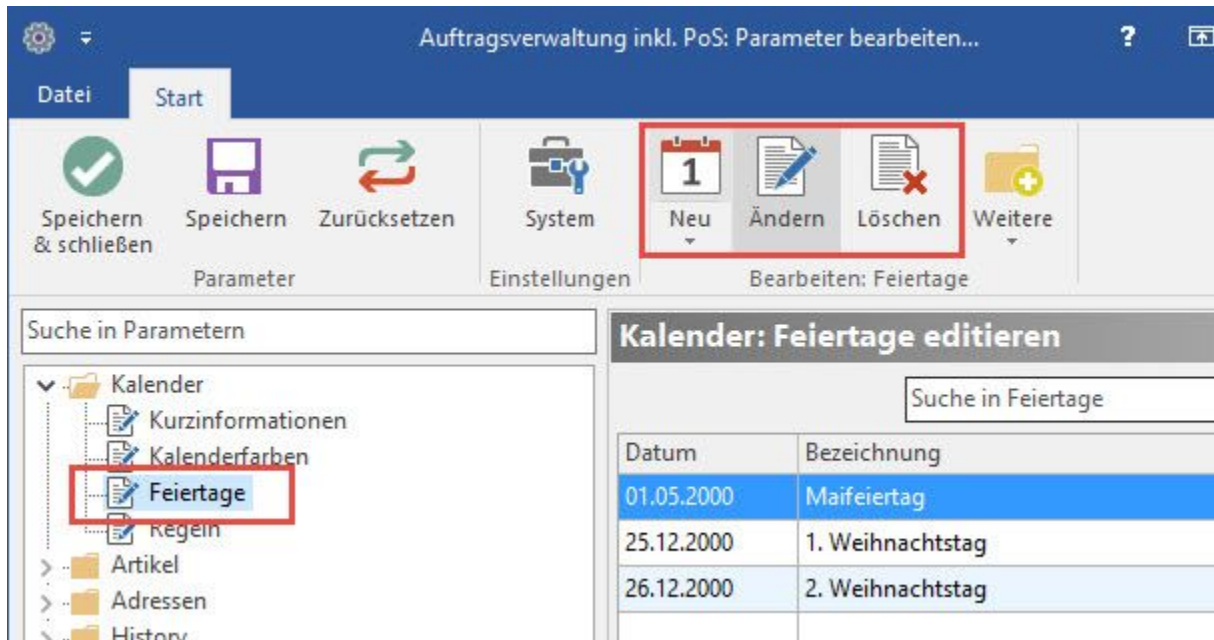 Auftragsverwaltung inkl. PoS: Parameter bearbeiten... ?
Datei Start
1
Speichern & schließen
Speichern
Zurücksetzen
System
Neu
Ändern
Löschen
Weitere
Parameter
Einstellungen
Bearbeiten: Feiertage
Suche in Parametern
Kalender
Kurzinformationen
Kalenderfarben
Feiertage
Regeln
Artikel
Adressen
History
Kalender: Feiertage editieren
Suche in Feiertage
Datum Bezeichnung
01.05.2000 Maifeiertag
25.12.2000 1. Weihnachtstag
26.12.2000 2. Weihnachtstag